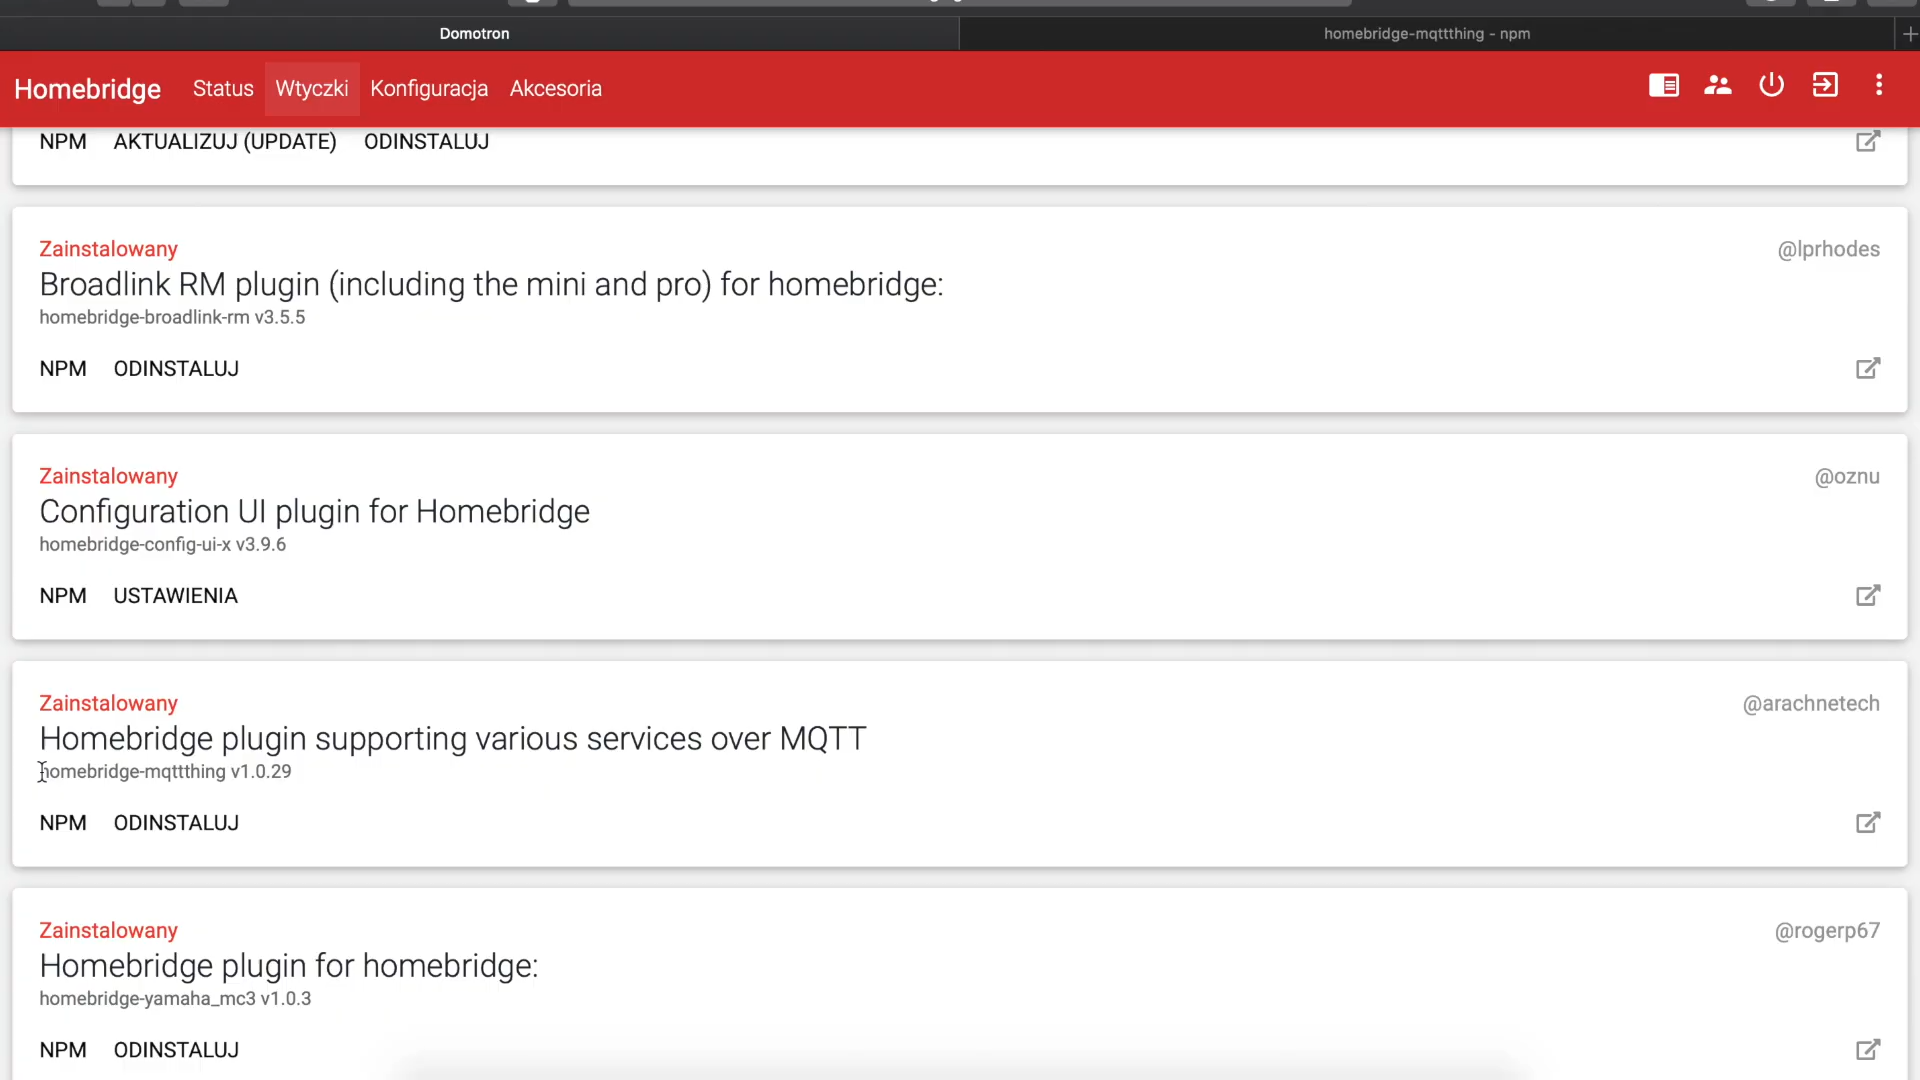 Domotron
homebridge-mqttthing - npm
Homebridge Status Wtyczki Konfiguracja Akcesoria
NPM AKTUALIZUJ (UPDATE) ODINSTALUJ
Zainstalowany @lprhodes
Broadlink RM plugin (including the mini and pro) for homebridge:
homebridge-broadlink-rm v3.5.5
NPM ODINSTALUJ
Zainstalowany @oznu
Configuration UI plugin for Homebridge
homebridge-config-ui-x v3.9.6
NPM USTAWIENIA
Zainstalowany @arachnetech
Homebridge plugin supporting various services over MQTT
homebridge-mqttthing v1.0.29
NPM ODINSTALUJ
Zainstalowany @rogerp67
Homebridge plugin for homebridge:
homebridge-yamaha_mc3 v1.0.3
NPM ODINSTALUJ